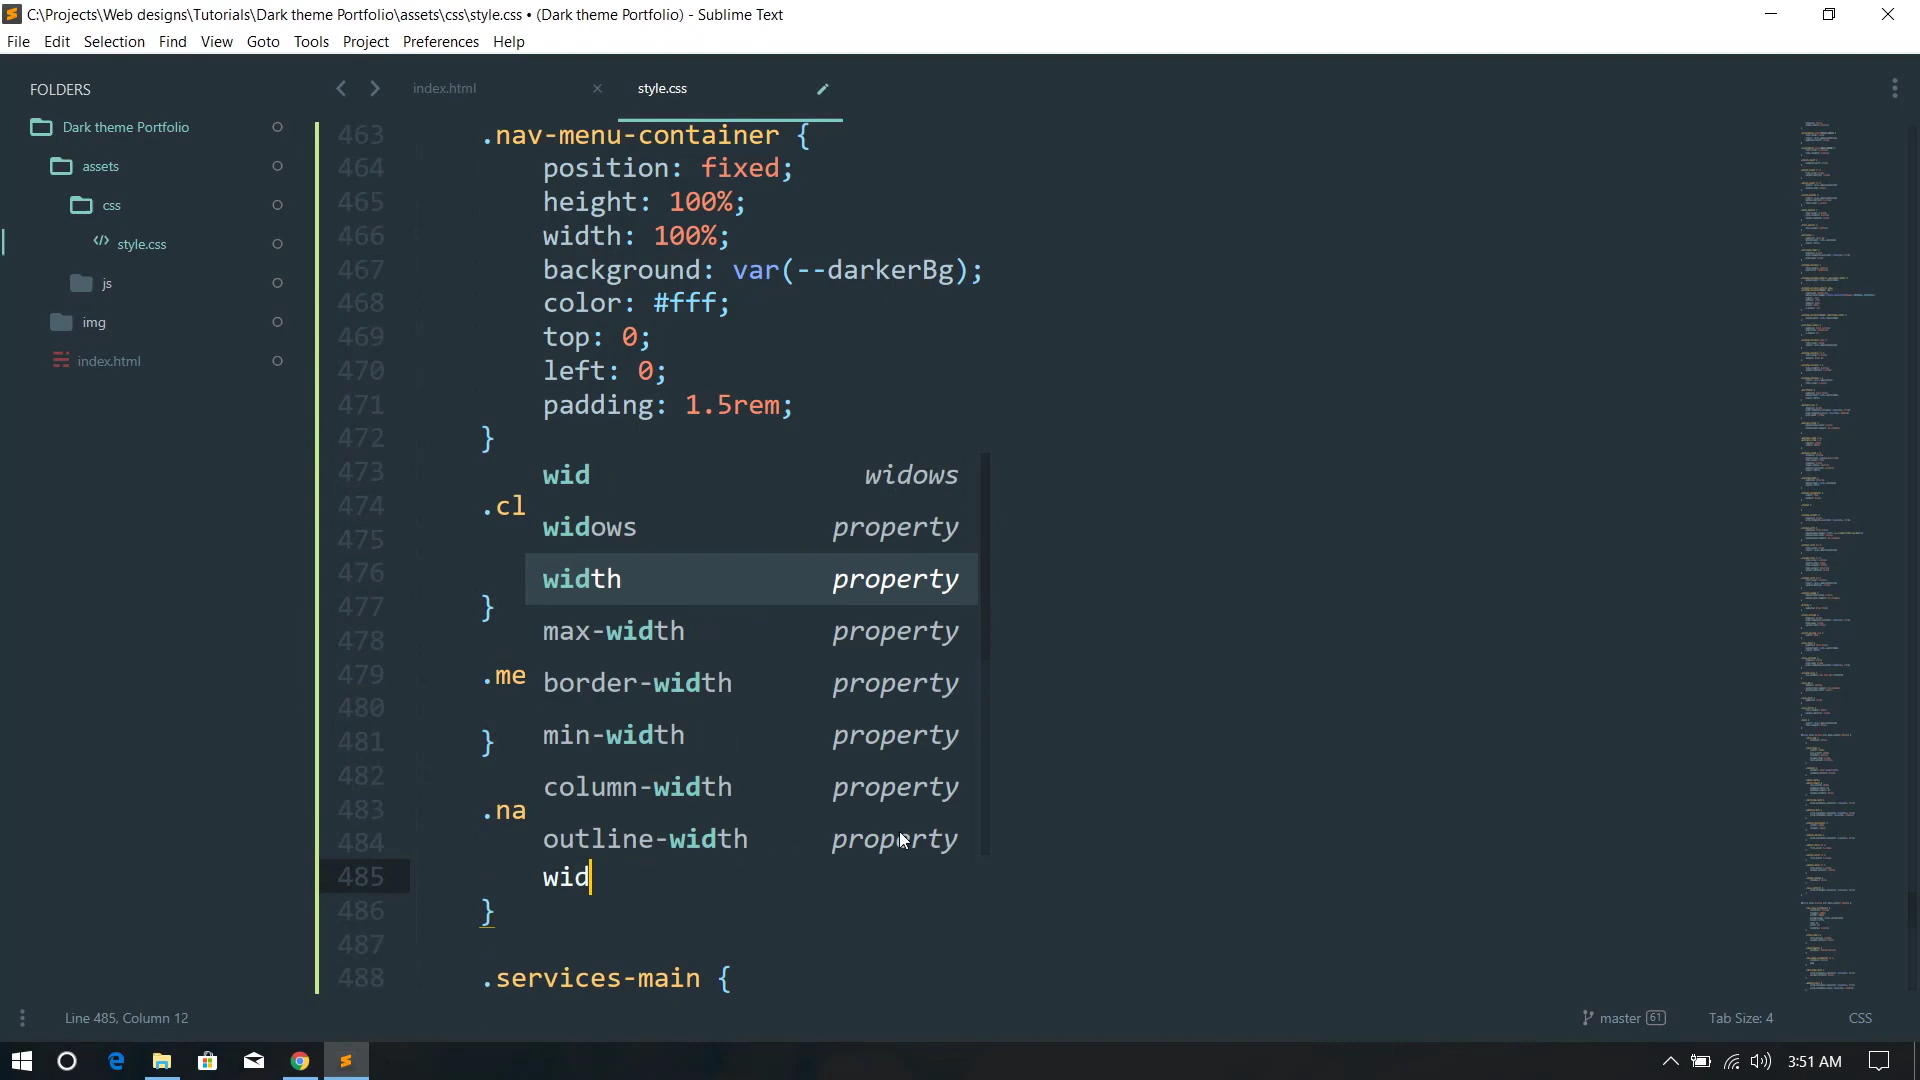 C:\Projects\Web designs\Tutorials\Dark theme Portfolio\assets\css\style.css • (Dark theme Portfolio) - Sublime Text
File Edit Selection Find View Goto Tools Project Preferences Help
FOLDERS
Dark theme Portfolio
assets
css
style.css
js
img
index.html
index.html style.css
463 .nav-menu-container {
464 position: fixed;
465 height: 100%;
466 width: 100%;
467 background: var(--darkerBg);
468 color: #fff;
469 top: 0;
470 left: 0;
471 padding: 1.5rem;
472 }
473
474 .cl
475
476
477 }
478
479 .me
480
481 }
482
483 .na
484
485 wid
486 }
487
488 .services-main {
wid widows
widows property
width property
max-width property
border-width property
min-width property
column-width property
outline-width property
Line 485, Column 12
master 61
Tab Size: 4
CSS
3:51 AM